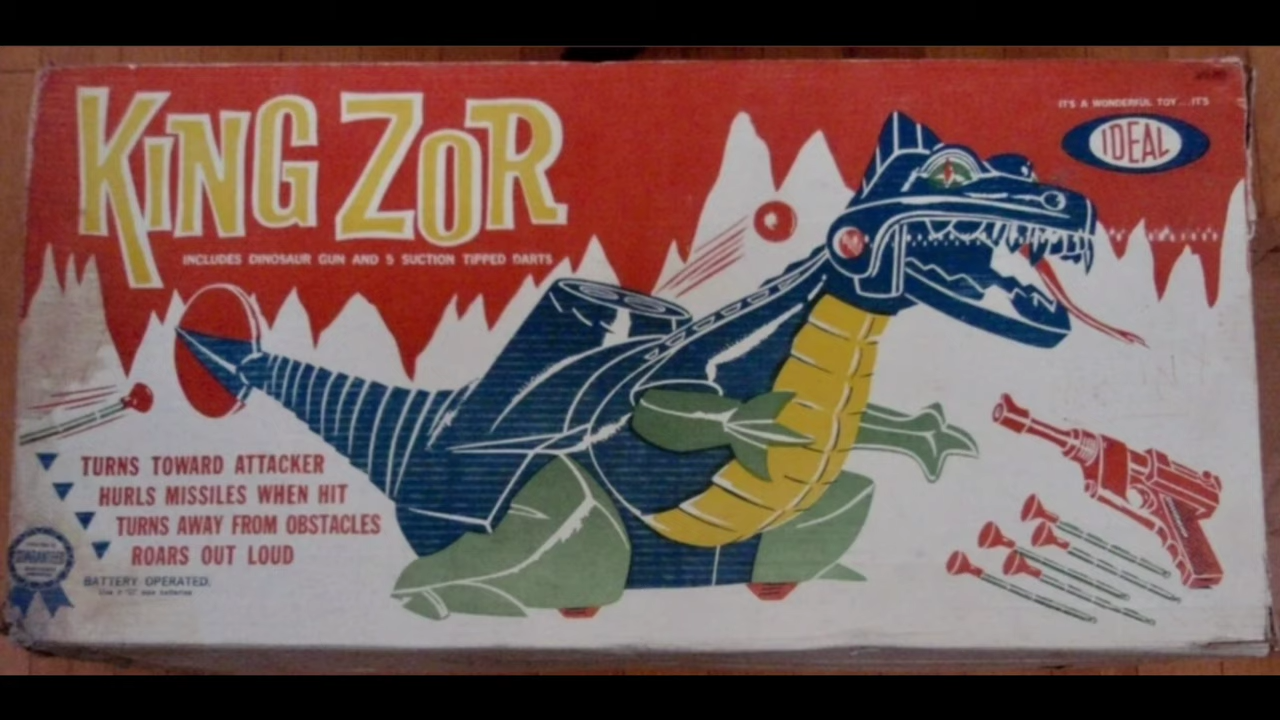 KING ZOR
INCLUDES DINOSAUR GUN AND 5 SUCTION TIPPED DARTS
IT'S A WONDERFUL TOY...IT'S
IDEAL
TURNS TOWARD ATTACKER
HURLS MISSILES WHEN HIT
TURNS AWAY FROM OBSTACLES
ROARS OUT LOUD
BATTERY OPERATED.
GUARANTEED